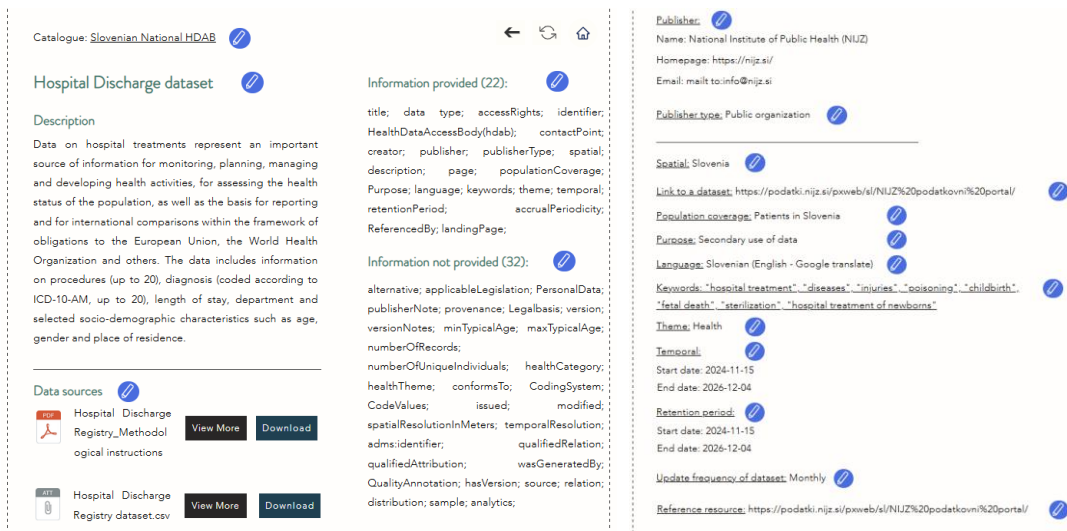 Catalogue: Slovenian National HDAB
Hospital Discharge dataset
Description
Data on hospital treatments represent an important
source of information for monitoring, planning, managing
and developing health activities, for assessing the health
status of the population, as well as the basis for reporting
and for international comparisons within the framework of
obligations to the European Union, the World Health
Organization and others. The data includes information
on procedures (up to 20), diagnosis (coded according to
ICD-10-AM, up to 20), length of stay, department and
selected socio-demographic characteristics such as age,
gender and place of residence.
Data sources
PDF
Hospital Discharge
Registry_Methodol
ogical instructions
View More
Download
ATT
Hospital Discharge
Registry dataset.csv
View More
Download
Information provided (22):
title; data type; accessRights; identifier;
HealthDataAccessBody(hdab); contactPoint;
creator; publisher; publisherType; spatial;
description; page; populationCoverage;
Purpose; language; keywords; theme; temporal;
retentionPeriod; accrualPeriodicity;
ReferencedBy; landingPage;
Information not provided (32):
alternative; applicableLegislation; PersonalData;
publisherNote; provenance; Legalbasis; version;
versionNotes; minTypicalAge; maxTypicalAge;
numberOfRecords;
numberOfUniqueIndividuals; healthCategory;
healthTheme; conformsTo; CodingSystem;
CodeValues; issued; modified;
spatialResolutionInMeters; temporalResolution;
adms:identifier; qualifiedRelation;
qualifiedAttribution; wasGeneratedBy;
QualityAnnotation; hasVersion; source; relation;
distribution; sample; analytics;
Publisher:
Name: National Institute of Public Health (NIJZ)
Homepage: https://nijz.si/
Email: mailt to:info@nijz.si
Publisher type: Public organization
Spatial: Slovenia
Link to a dataset: https://podatki.nijz.si/pxweb/sl/NIJZ%20podatkovni%20portal/
Population coverage: Patients in Slovenia
Purpose: Secondary use of data
Language: Slovenian (English - Google translate)
Keywords: "hospital treatment", "diseases", "injuries", "poisoning", "childbirth",
"fetal death", "sterilization", "hospital treatment of newborns"
Theme: Health
Temporal:
Start date: 2024-11-15
End date: 2026-12-04
Retention period:
Start date: 2024-11-15
End date: 2026-12-04
Update frequency of dataset: Monthly
Reference resource: https://podatki.nijz.si/pxweb/sl/NIJZ%20podatkovni%20portal/